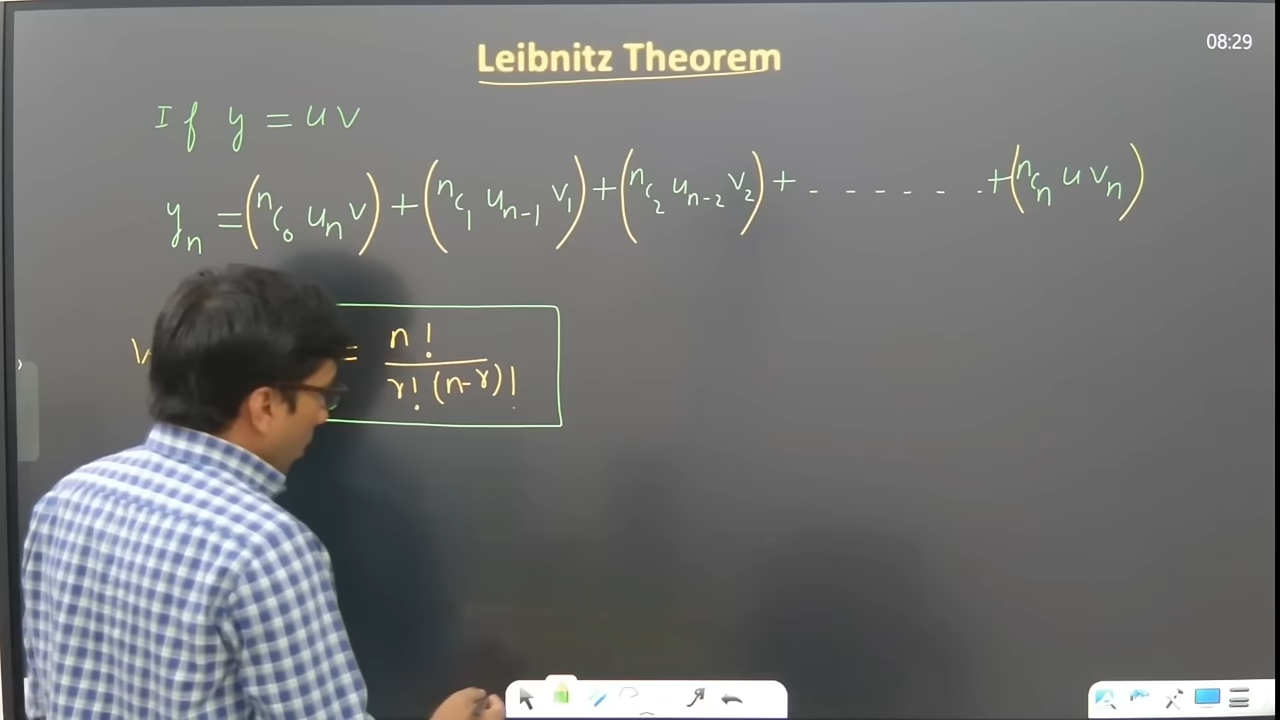 08:29
Leibnitz Theorem
If y = uv
yₙ = (ⁿC₀ uₙ v) + (ⁿC₁ uₙ₋₁ v₁) + (ⁿC₂ uₙ₋₂ v₂) + - - - - - - + (ⁿCₙ u vₙ)
= n! / r! (n-r)!